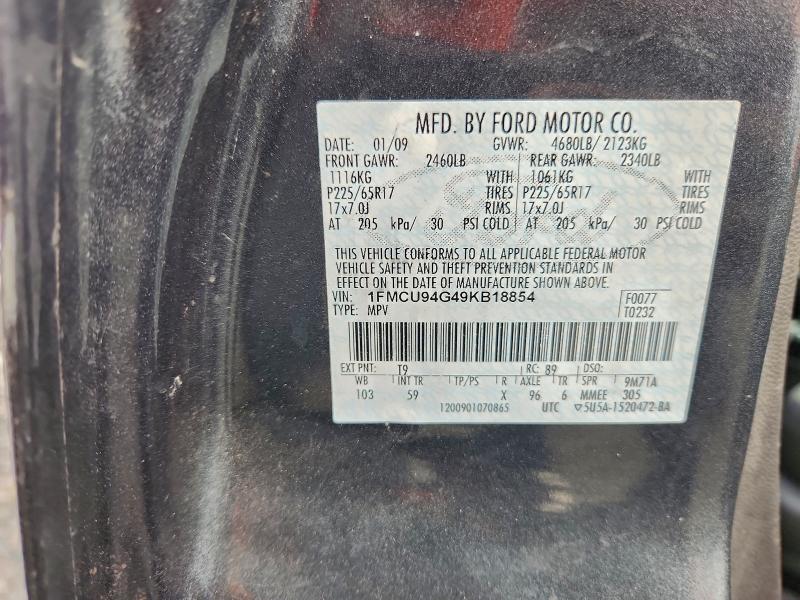 MFD. BY FORD MOTOR CO.
DATE: 01/09 GVWR: 4680LB/ 2123KG
FRONT GAWR: 2460LB REAR GAWR: 2340LB
1116KG WITH 1061KG WITH
P225/65R17 TIRES P225/65R17 TIRES
17x7.0J RIMS 17x7.0J RIMS
AT 205 kPa/ 30 PSI COLD AT 205 kPa/ 30 PSI COLD
THIS VEHICLE CONFORMS TO ALL APPLICABLE FEDERAL MOTOR
VEHICLE SAFETY AND THEFT PREVENTION STANDARDS IN
EFFECT ON THE DATE OF MANUFACTURE SHOWN ABOVE.
VIN: 1FMCU94G49KB18854 F0077
TYPE: MPV T0232
EXT PNT: T9 RC: 89 DSO:
WB INT TR TP/PS R AXLE TR SPR 9M71A
103 59 X 96 6 MMEE 305
1200901070865 UTC ▽5U5A-1520472-BA